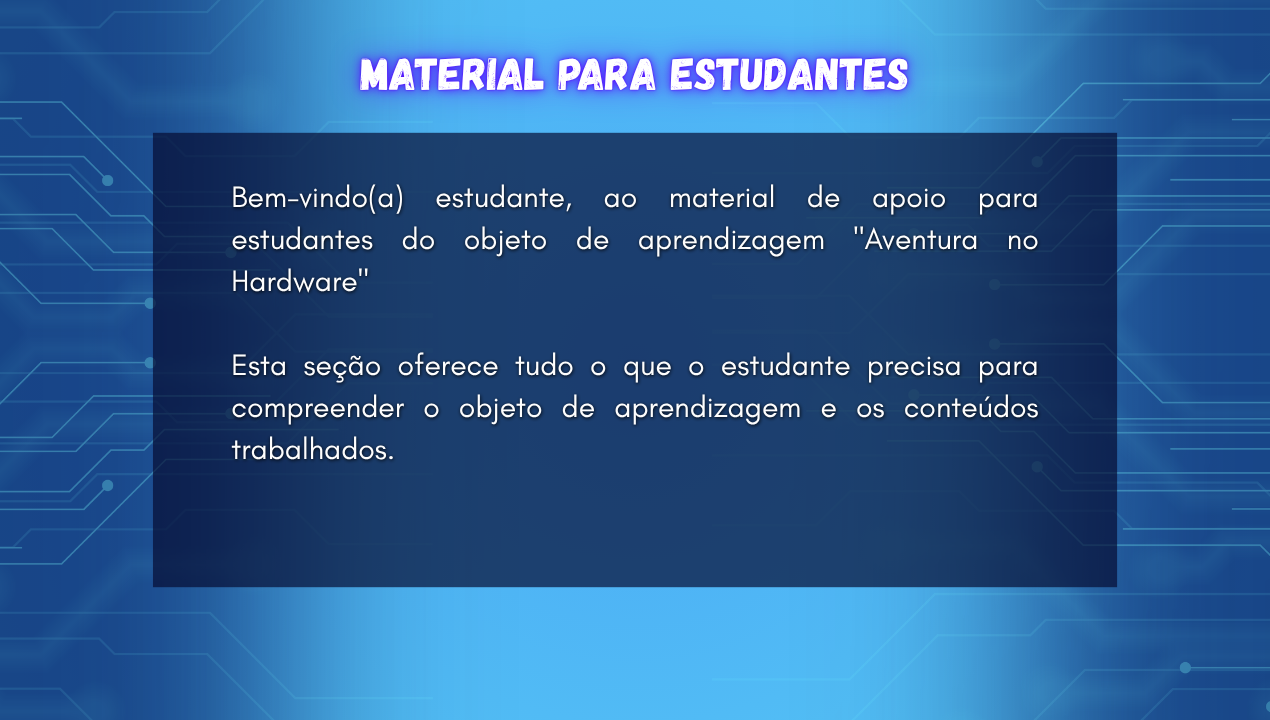 MATERIAL PARA ESTUDANTES
Bem-vindo(a) estudante, ao material de apoio para
estudantes do objeto de aprendizagem "Aventura no
Hardware"
Esta seção oferece tudo o que o estudante precisa para
compreender o objeto de aprendizagem e os conteúdos
trabalhados.